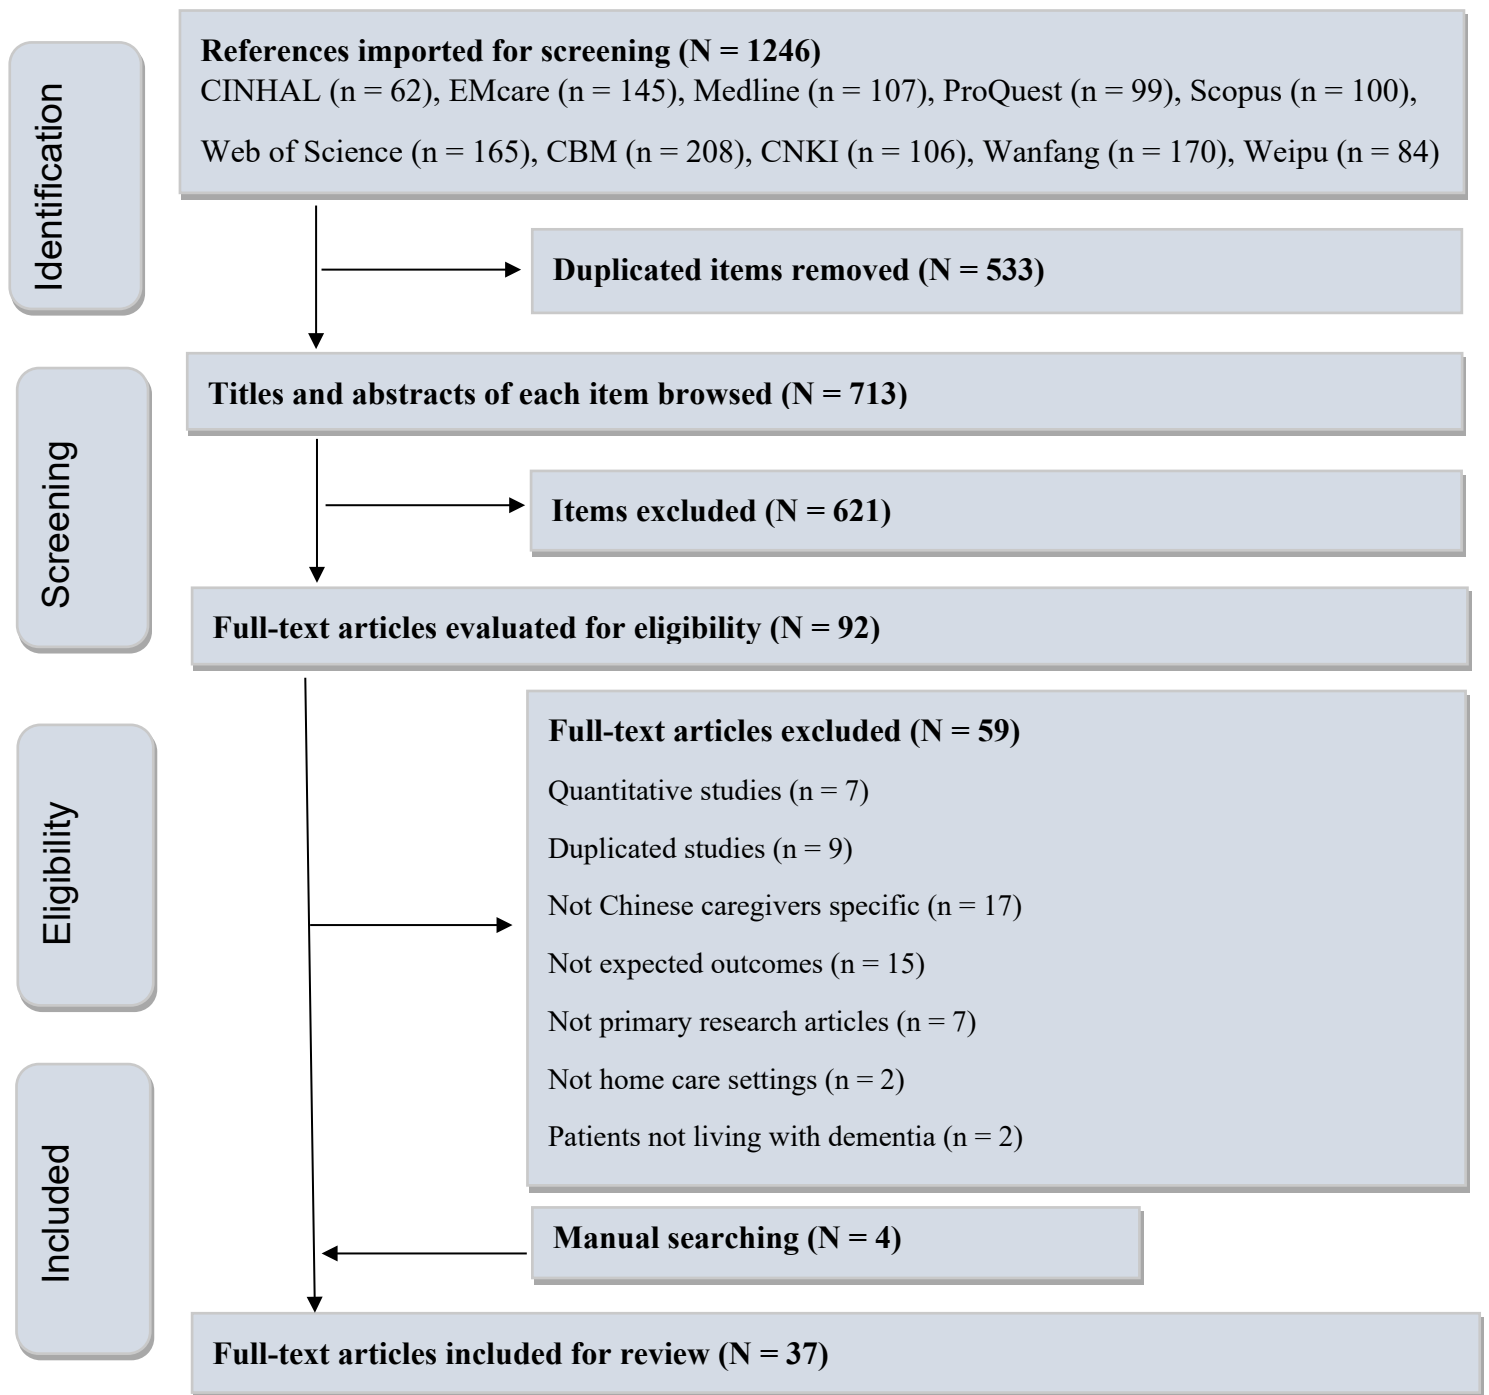 Identification
References imported for screening (N = 1246)
CINHAL (n = 62), EMcare (n = 145), Medline (n = 107), ProQuest (n = 99), Scopus (n = 100),
Web of Science (n = 165), CBM (n = 208), CNKI (n = 106), Wanfang (n = 170), Weipu (n = 84)
Duplicated items removed (N = 533)
Screening
Titles and abstracts of each item browsed (N = 713)
Items excluded (N = 621)
Full-text articles evaluated for eligibility (N = 92)
Eligibility
Full-text articles excluded (N = 59)
Quantitative studies (n = 7)
Duplicated studies (n = 9)
Not Chinese caregivers specific (n = 17)
Not expected outcomes (n = 15)
Not primary research articles (n = 7)
Not home care settings (n = 2)
Patients not living with dementia (n = 2)
Included
Manual searching (N = 4)
Full-text articles included for review (N = 37)